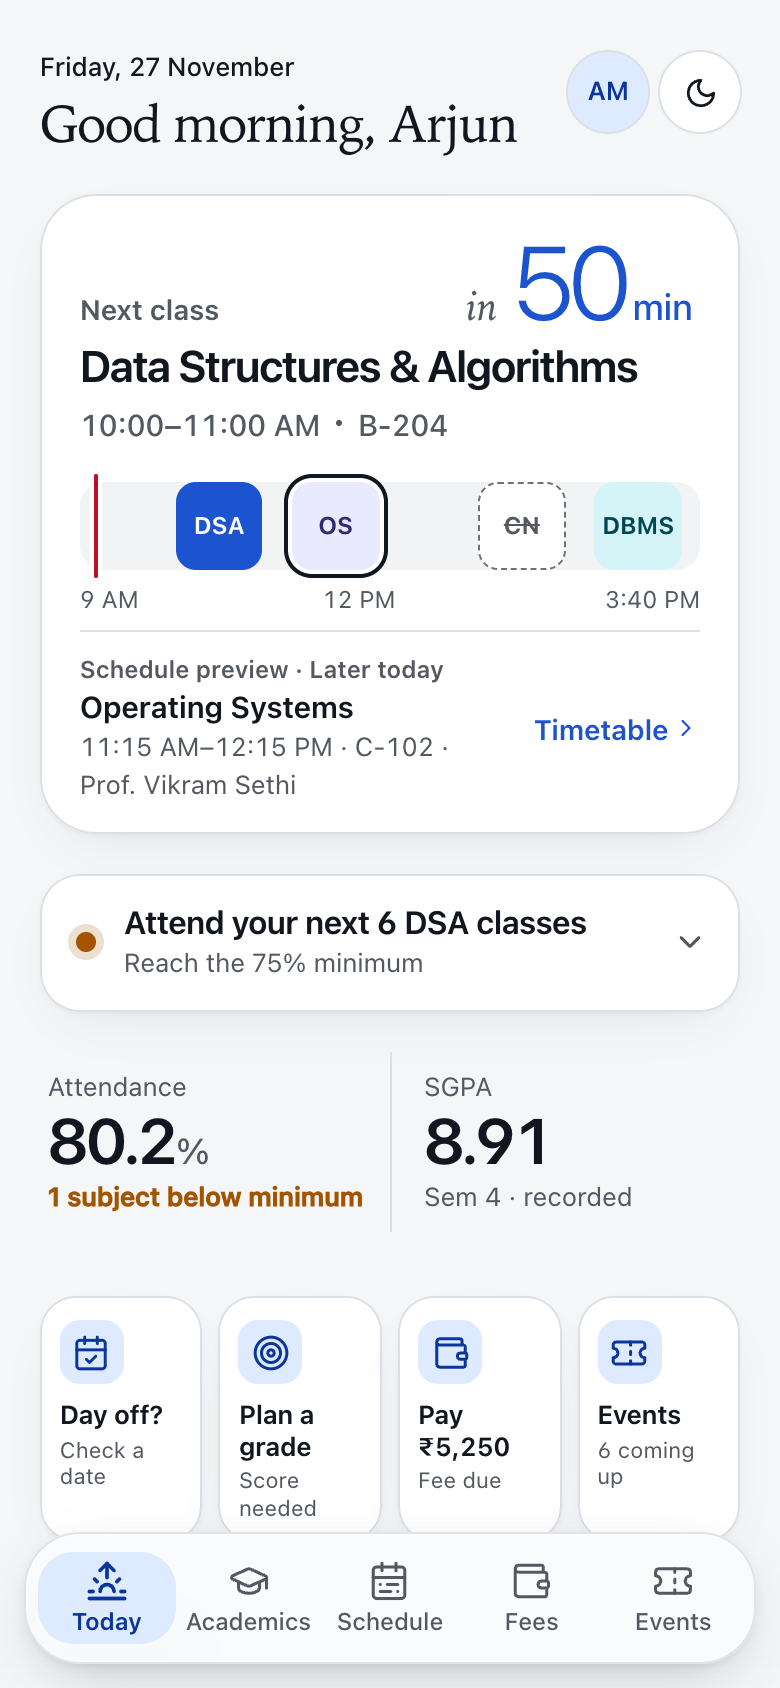 Friday, 27 November
Good morning, Arjun
AM
Next class
in 50 min
Data Structures & Algorithms
10:00–11:00 AM • B-204
DSA
OS
CN
DBMS
9 AM
12 PM
3:40 PM
Schedule preview · Later today
Operating Systems
11:15 AM–12:15 PM · C-102 ·
Prof. Vikram Sethi
Timetable
Attend your next 6 DSA classes
Reach the 75% minimum
Attendance
80.2%
1 subject below minimum
SGPA
8.91
Sem 4 · recorded
Day off?
Check a
date
Plan a
grade
Score
needed
Pay
₹5,250
Fee due
Events
6 coming
up
Today
Academics
Schedule
Fees
Events